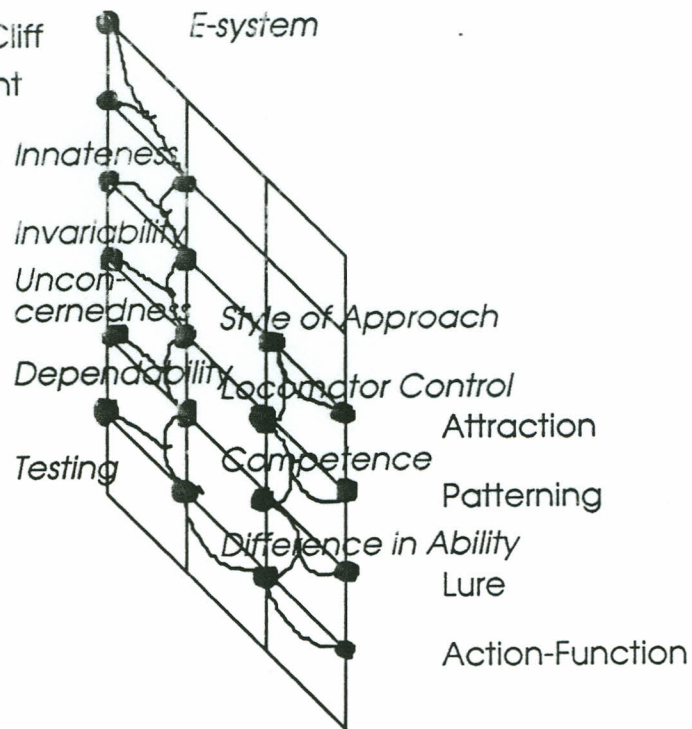 Cliff
E-system
nt
Innateness
Invariability
Uncon-
cernedness
Style of Approach
Dependability
Locomotor Control
Attraction
Testing
Competence
Patterning
Difference in Ability
Lure
Action-Function